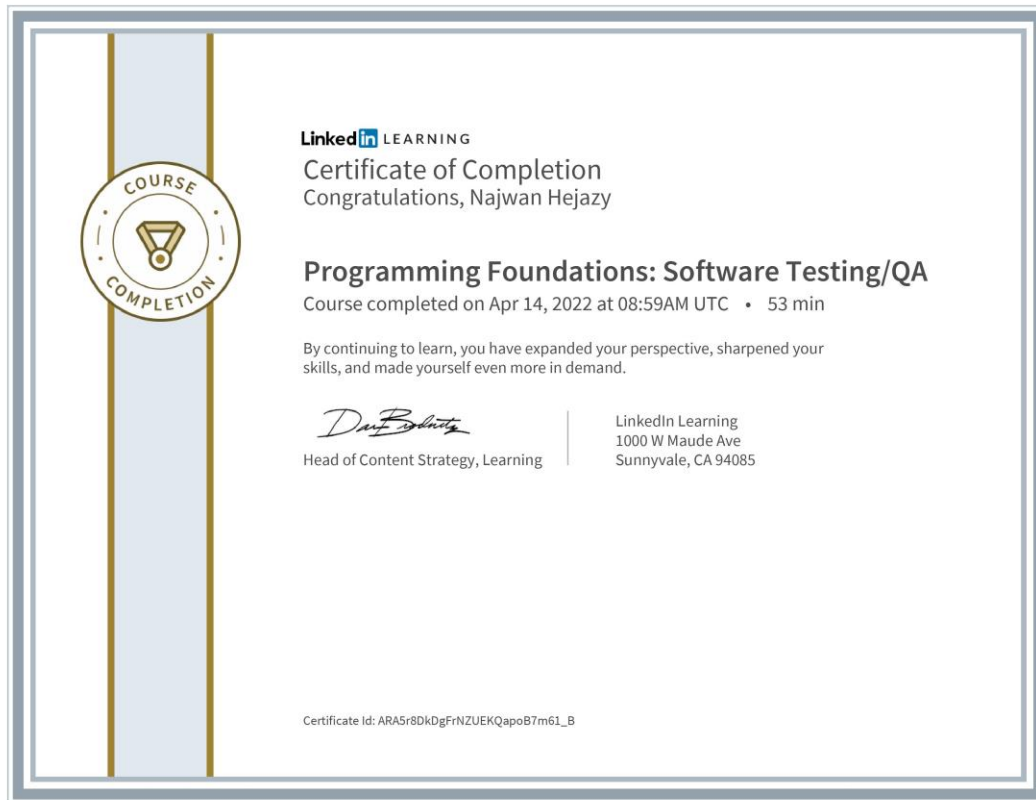 COURSE
COMPLETION
Linked in LEARNING
Certificate of Completion
Congratulations, Najwan Hejazy
Programming Foundations: Software Testing/QA
Course completed on Apr 14, 2022 at 08:59AM UTC • 53 min
By continuing to learn, you have expanded your perspective, sharpened your
skills, and made yourself even more in demand.
Head of Content Strategy, Learning
LinkedIn Learning
1000 W Maude Ave
Sunnyvale, CA 94085
Certificate Id: ARA5r8DkDgFrNZUEKQapoB7m61_B